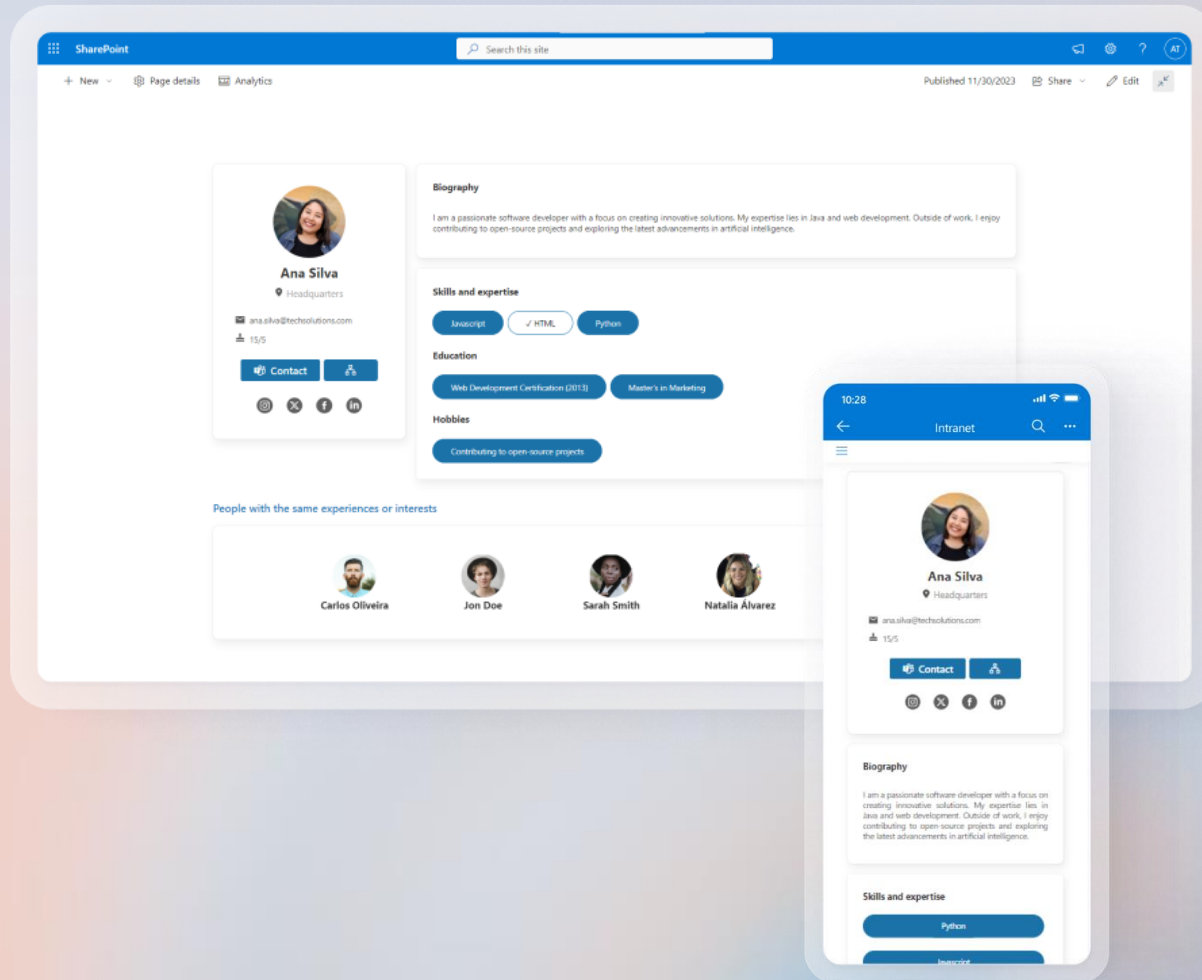 SharePoint
Search this site
?
AT
+ New
Page details
Analytics
Published 11/30/2023
Share
Edit
Ana Silva
Headquarters
ana.silva@techsolutions.com
15/5
Contact
Biography
I am a passionate software developer with a focus on creating innovative solutions. My expertise lies in Java and web development. Outside of work, I enjoy
contributing to open-source projects and exploring the latest advancements in artificial intelligence.
Skills and expertise
Javascript
✓ HTML
Python
Education
Web Development Certification (2013)
Master's in Marketing
Hobbies
Contributing to open-source projects
People with the same experiences or interests
Carlos Oliveira
Jon Doe
Sarah Smith
Natalia Álvarez
10:28
Intranet
Ana Silva
Headquarters
ana.silva@techsolutions.com
15/5
Contact
Biography
I am a passionate software developer with a focus on
creating innovative solutions. My expertise lies in
Java and web development. Outside of work, I enjoy
contributing to open-source projects and exploring
the latest advancements in artificial intelligence.
Skills and expertise
Python
Javascript